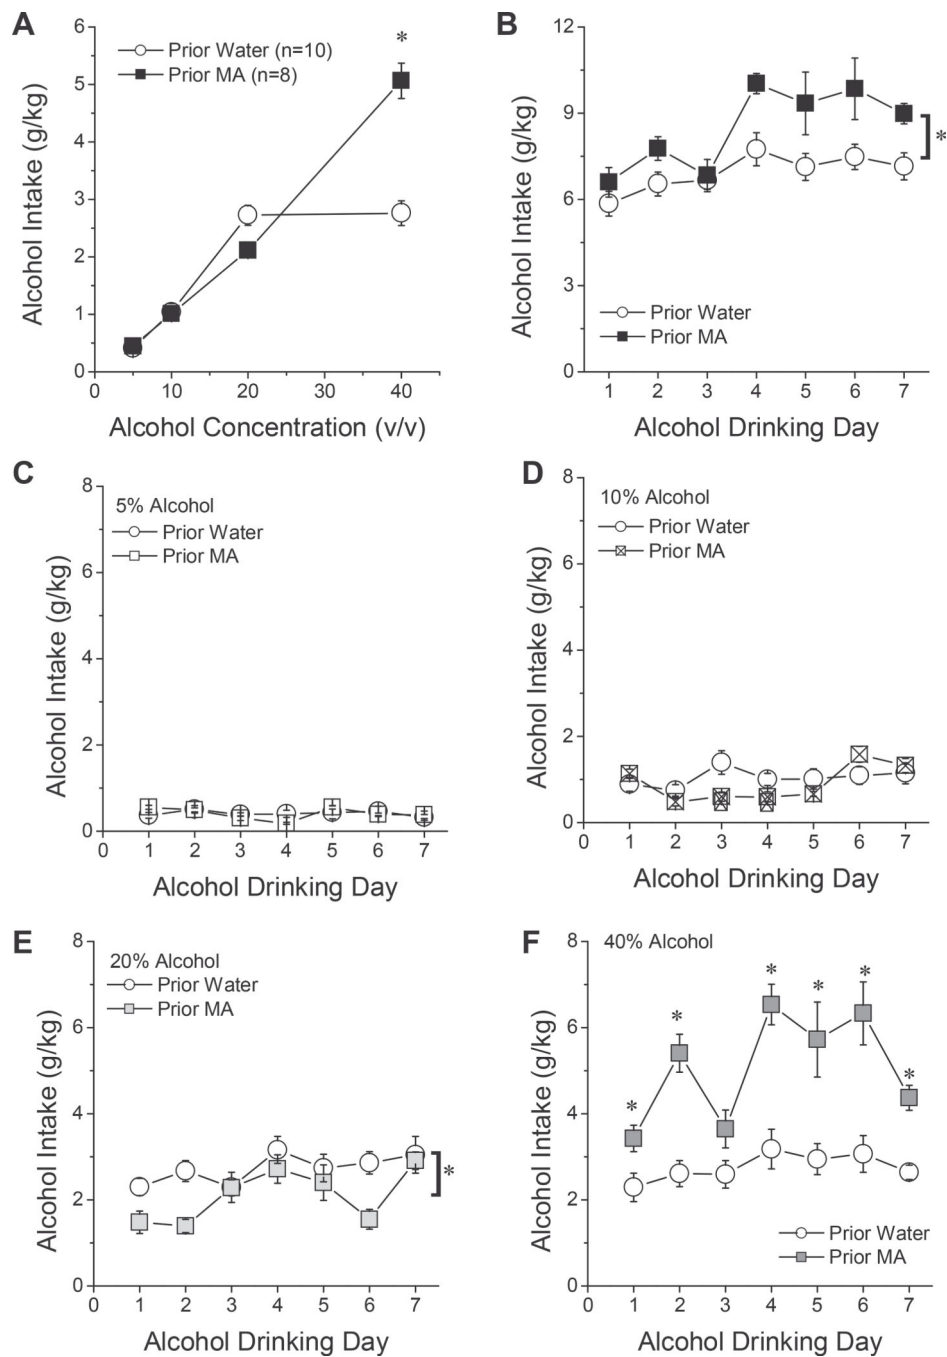 A
Prior Water (n=10)
Prior MA (n=8)
*
6
5
4
3
2
1
0
0 10 20 30 40
Alcohol Intake (g/kg)
Alcohol Concentration (v/v)
B
12
9
6
3
0
*
Prior Water
Prior MA
1 2 3 4 5 6 7
Alcohol Intake (g/kg)
Alcohol Drinking Day
C
5% Alcohol
Prior Water
Prior MA
8
6
4
2
0
0 1 2 3 4 5 6 7
Alcohol Intake (g/kg)
Alcohol Drinking Day
D
10% Alcohol
Prior Water
Prior MA
8
6
4
2
0
0 1 2 3 4 5 6 7
Alcohol Intake (g/kg)
Alcohol Drinking Day
E
20% Alcohol
Prior Water
Prior MA
8
6
4
2
0
*
0 1 2 3 4 5 6 7
Alcohol Intake (g/kg)
Alcohol Drinking Day
F
40% Alcohol
* * * * * *
8
6
4
2
0
Prior Water
Prior MA
0 1 2 3 4 5 6 7
Alcohol Intake (g/kg)
Alcohol Drinking Day